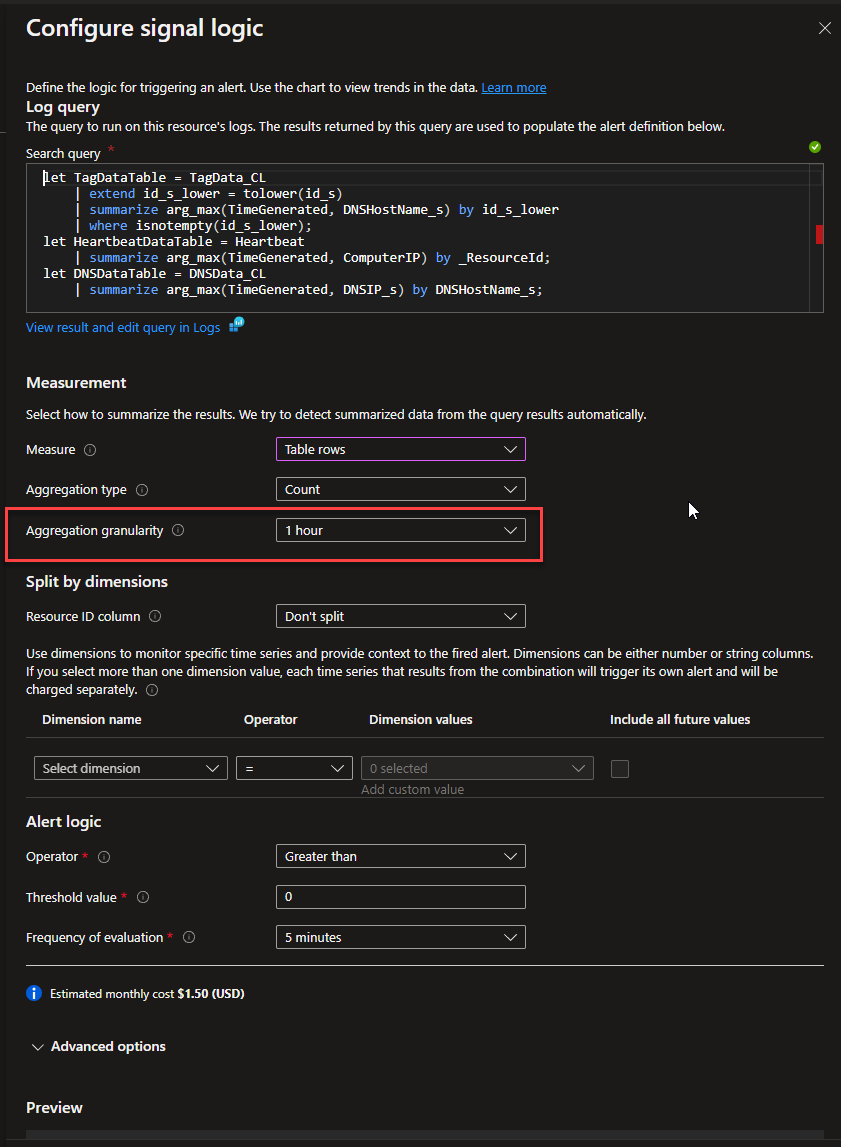 Configure signal logic
Define the logic for triggering an alert. Use the chart to view trends in the data. Learn more
Log query
The query to run on this resource's logs. The results returned by this query are used to populate the alert definition below.
Search query *
let TagDataTable = TagData_CL
| extend id_s_lower = tolower(id_s)
| summarize arg_max(TimeGenerated, DNSHostName_s) by id_s_lower
| where isnotempty(id_s_lower);
let HeartbeatDataTable = Heartbeat
| summarize arg_max(TimeGenerated, ComputerIP) by _ResourceId;
let DNSDataTable = DNSData_CL
| summarize arg_max(TimeGenerated, DNSIP_s) by DNSHostName_s;
View result and edit query in Logs
Measurement
Select how to summarize the results. We try to detect summarized data from the query results automatically.
Measure Table rows
Aggregation type Count
Aggregation granularity 1 hour
Split by dimensions
Resource ID column Don't split
Use dimensions to monitor specific time series and provide context to the fired alert. Dimensions can be either number or string columns.
If you select more than one dimension value, each time series that results from the combination will trigger its own alert and will be
charged separately.
Dimension name Operator Dimension values Include all future values
Select dimension = 0 selected
Add custom value
Alert logic
Operator * Greater than
Threshold value * 0
Frequency of evaluation * 5 minutes
Estimated monthly cost $1.50 (USD)
Advanced options
Preview